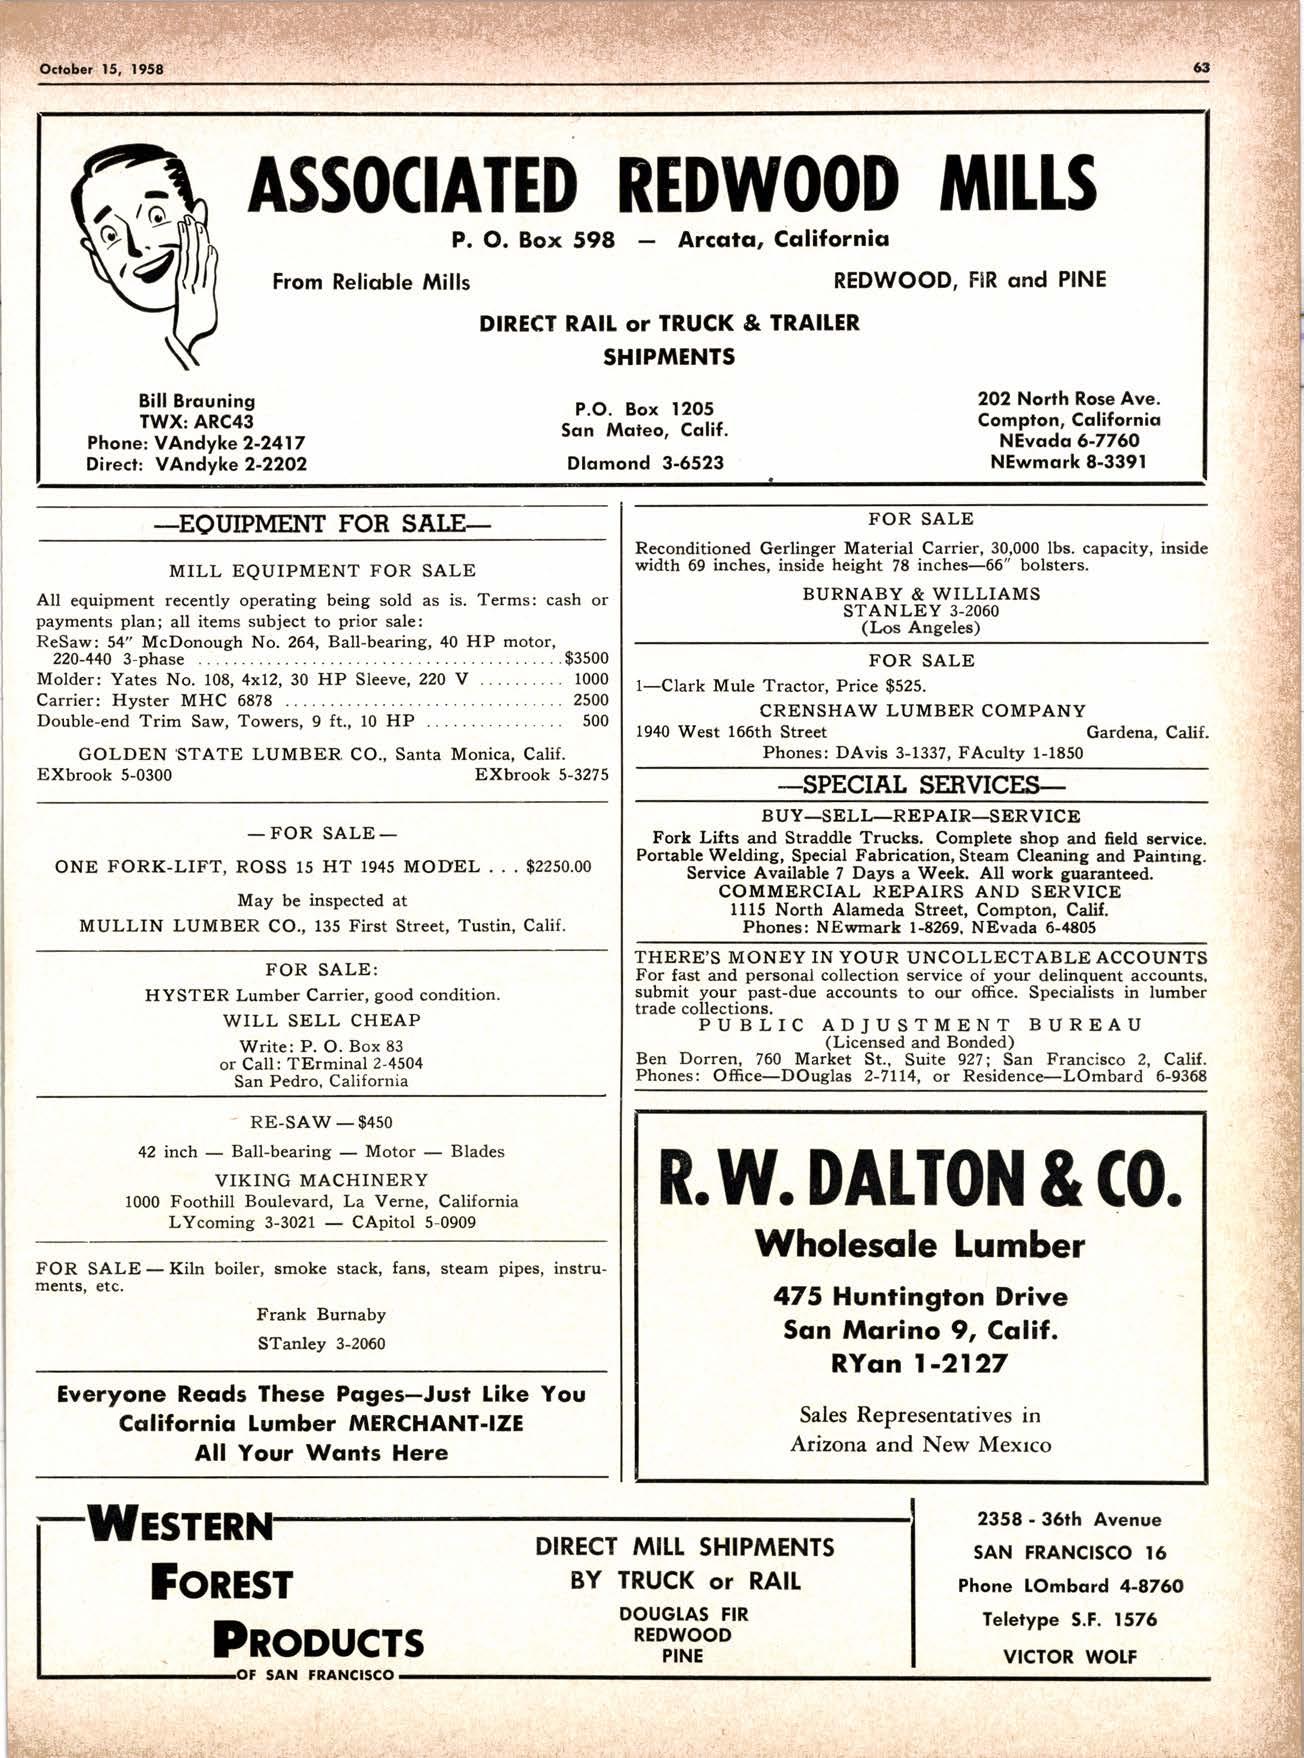 October 15, 1958
63
ASSOCIATED REDWOOD MILLS
P. O. Box 598 — Arcata, California
From Reliable Mills
REDWOOD, FIR and PINE
DIRECT RAIL or TRUCK & TRAILER
SHIPMENTS
Bill Brauning
TWX: ARC43
Phone: VAndyke 2-2417
Direct: VAndyke 2-2202
P.O. Box 1205
San Mateo, Calif.
DIamond 3-6523
202 North Rose Ave.
Compton, California
NEvada 6-7760
NEwmark 8-3391
—EQUIPMENT FOR SALE—
MILL EQUIPMENT FOR SALE
All equipment recently operating being sold as is. Terms: cash or
payments plan; all items subject to prior sale:
ReSaw: 54" McDonough No. 264, Ball-bearing, 40 HP motor,
220-440 3-phase ..........................................$3500
Molder: Yates No. 108, 4x12, 30 HP Sleeve, 220 V .......... 1000
Carrier: Hyster MHC 6878 ................................ 2500
Double-end Trim Saw, Towers, 9 ft., 10 HP ................ 500
GOLDEN STATE LUMBER CO., Santa Monica, Calif.
EXbrook 5-0300 EXbrook 5-3275
— FOR SALE —
ONE FORK-LIFT, ROSS 15 HT 1945 MODEL . . . $2250.00
May be inspected at
MULLIN LUMBER CO., 135 First Street, Tustin, Calif.
FOR SALE:
HYSTER Lumber Carrier, good condition.
WILL SELL CHEAP
Write: P. O. Box 83
or Call: TErminal 2-4504
San Pedro, California
RE-SAW — $450
42 inch — Ball-bearing — Motor — Blades
VIKING MACHINERY
1000 Foothill Boulevard, La Verne, California
LYcoming 3-3021 — CApitol 5-0909
FOR SALE — Kiln boiler, smoke stack, fans, steam pipes, instru-
ments, etc.
Frank Burnaby
STanley 3-2060
Everyone Reads These Pages—Just Like You
California Lumber MERCHANT-IZE
All Your Wants Here
FOR SALE
Reconditioned Gerlinger Material Carrier, 30,000 lbs. capacity, inside
width 69 inches, inside height 78 inches—66" bolsters.
BURNABY & WILLIAMS
STANLEY 3-2060
(Los Angeles)
FOR SALE
1—Clark Mule Tractor, Price $525.
CRENSHAW LUMBER COMPANY
1940 West 166th Street Gardena, Calif.
Phones: DAvis 3-1337, FAculty 1-1850
—SPECIAL SERVICES—
BUY—SELL—REPAIR—SERVICE
Fork Lifts and Straddle Trucks. Complete shop and field service.
Portable Welding, Special Fabrication, Steam Cleaning and Painting.
Service Available 7 Days a Week. All work guaranteed.
COMMERCIAL REPAIRS AND SERVICE
1115 North Alameda Street, Compton, Calif.
Phones: NEwmark 1-8269, NEvada 6-4805
THERE'S MONEY IN YOUR UNCOLLECTABLE ACCOUNTS
For fast and personal collection service of your delinquent accounts,
submit your past-due accounts to our office. Specialists in lumber
trade collections.
PUBLIC ADJUSTMENT BUREAU
(Licensed and Bonded)
Ben Dorren, 760 Market St., Suite 927; San Francisco 2, Calif.
Phones: Office—DOuglas 2-7114, or Residence—LOmbard 6-9368
R. W. DALTON & CO.
Wholesale Lumber
475 Huntington Drive
San Marino 9, Calif.
RYan 1-2127
Sales Representatives in
Arizona and New Mexico
WESTERN
FOREST
PRODUCTS
OF SAN FRANCISCO
DIRECT MILL SHIPMENTS
BY TRUCK or RAIL
DOUGLAS FIR
REDWOOD
PINE
2358 - 36th Avenue
SAN FRANCISCO 16
Phone LOmbard 4-8760
Teletype S.F. 1576
VICTOR WOLF